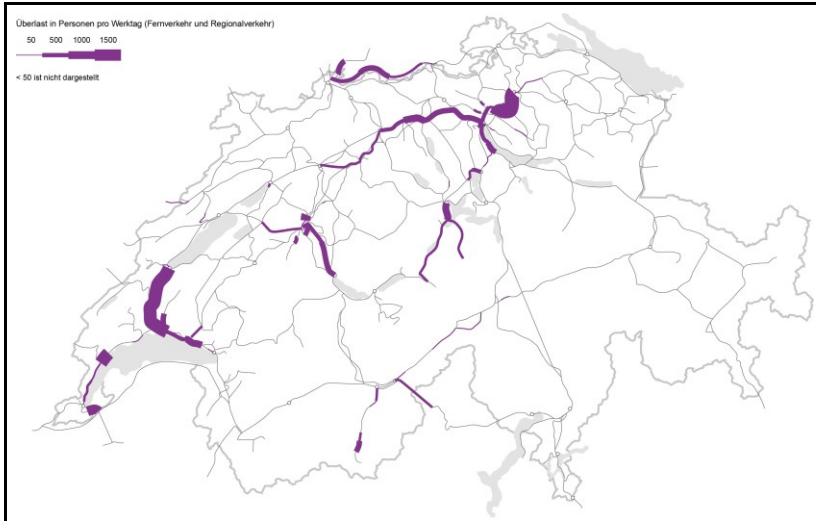 Überlast in Personen pro Werktag (Fernverkehr und Regionalverkehr)
50 500 1000 1500
< 50 ist nicht dargestellt